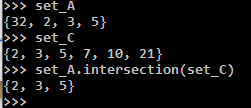 >>> set_A
{32, 2, 3, 5}
>>> set_C
{2, 3, 5, 7, 10, 21}
>>> set_A.intersection(set_C)
{2, 3, 5}
>>>